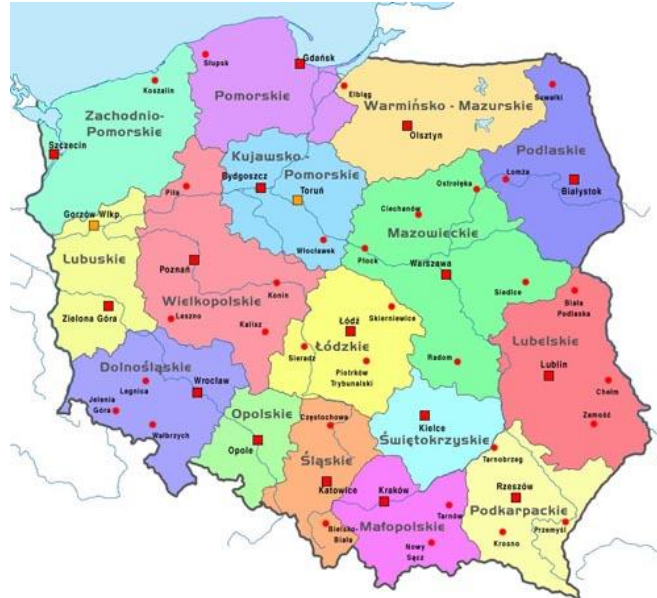 Słupsk
Gdańsk
Koszalin
Pomorskie
Elbląg
Warmińsko - Mazurskie
Suwałki
Zachodnio-
Pomorskie
Olsztyn
Szczecin
Podlaskie
Kujawsko-
Pomorskie
Bydgoszcz
Toruń
Piła
Łomża
Ostrołęka
Białystok
Gorzów Wlkp.
Ciechanów
Mazowieckie
Włocławek
Płock
Lubuskie
Poznań
Warszawa
Wielkopolskie
Konin
Siedlce
Biała
Podlaska
Zielona Góra
Leszno
Kalisz
Łódź
Skierniewice
Sieradz
Łódzkie
Lubelskie
Piotrków
Trybunalski
Radom
Lublin
Dolnośląskie
Legnica
Wrocław
Chełm
Jelenia
Góra
Wałbrzych
Opolskie
Opole
Częstochowa
Kielce
Świętokrzyskie
Zamość
Śląskie
Katowice
Kraków
Tarnobrzeg
Rzeszów
Podkarpackie
Tarnów
Przemyśl
Małopolskie
Bielsko-
Biała
Nowy
Sącz
Krosno